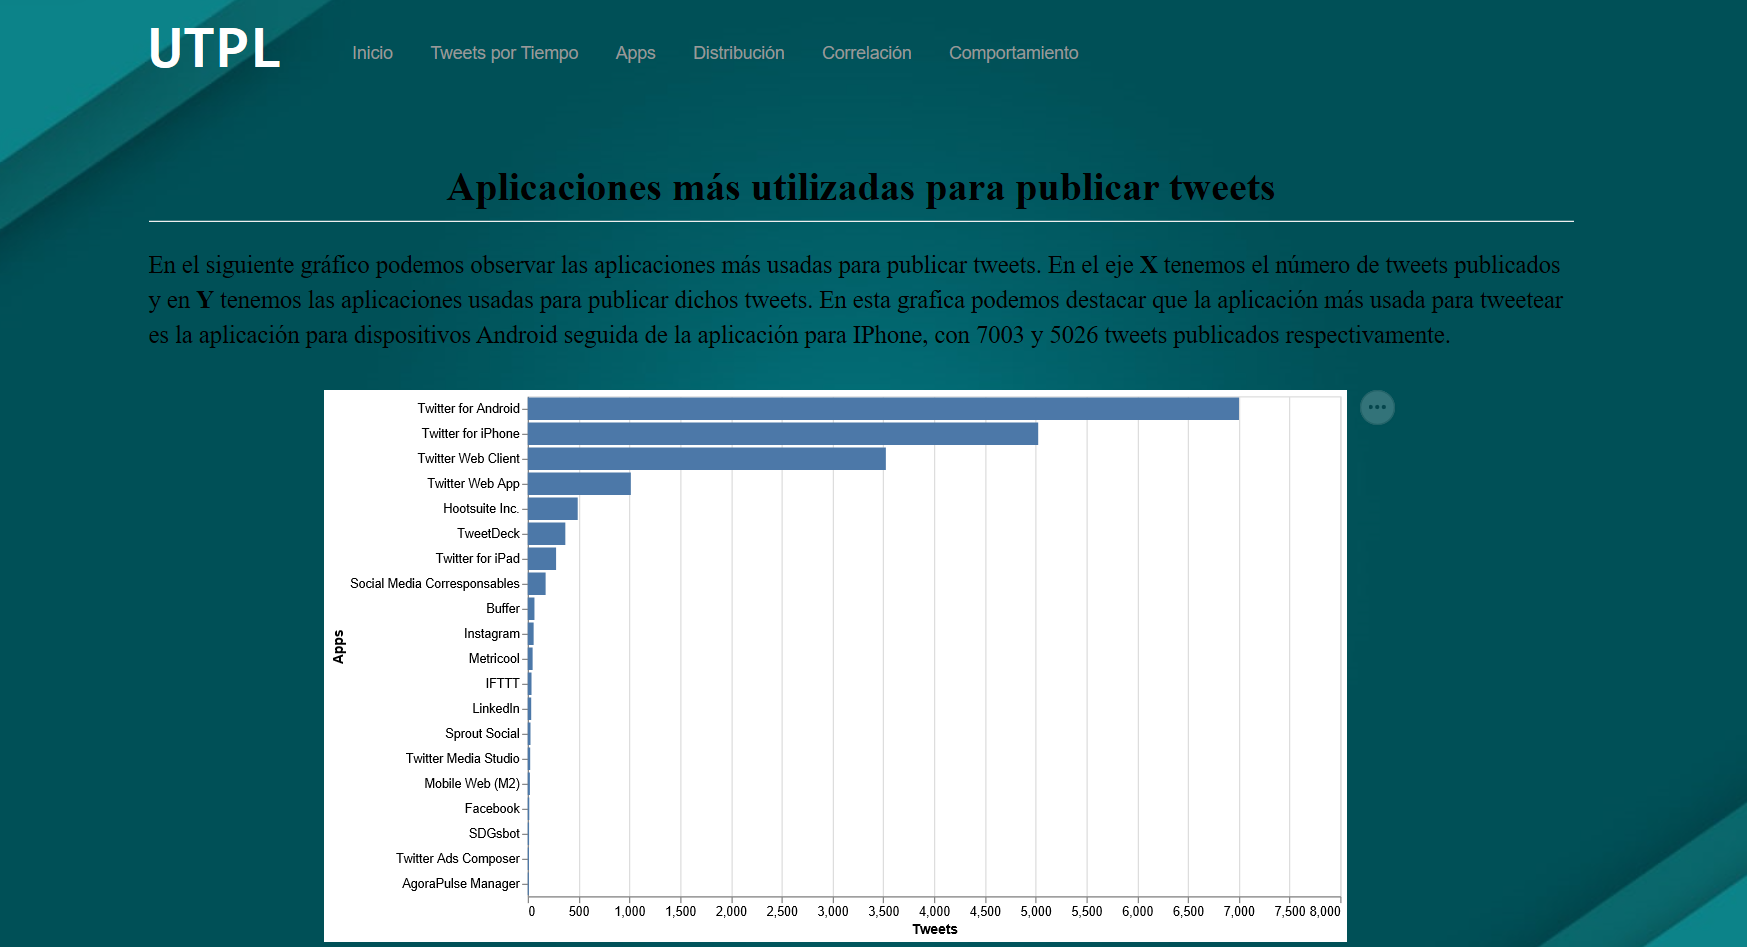 UTPL
Inicio Tweets por Tiempo Apps Distribución Correlación Comportamiento
Aplicaciones más utilizadas para publicar tweets
En el siguiente gráfico podemos observar las aplicaciones más usadas para publicar tweets. En el eje X tenemos el número de tweets publicados
y en Y tenemos las aplicaciones usadas para publicar dichos tweets. En esta grafica podemos destacar que la aplicación más usada para tweetear
es la aplicación para dispositivos Android seguida de la aplicación para IPhone, con 7003 y 5026 tweets publicados respectivamente.
Twitter for Android
Twitter for iPhone
Twitter Web Client
Twitter Web App
Hootsuite Inc.
TweetDeck
Twitter for iPad
Social Media Corresponsables
Buffer
Instagram
Metricool
IFTTT
LinkedIn
Sprout Social
Twitter Media Studio
Mobile Web (M2)
Facebook
SDGsbot
Twitter Ads Composer
AgoraPulse Manager
Apps
0 500 1,000 1,500 2,000 2,500 3,000 3,500 4,000 4,500 5,000 5,500 6,000 6,500 7,000 7,500 8,000
Tweets